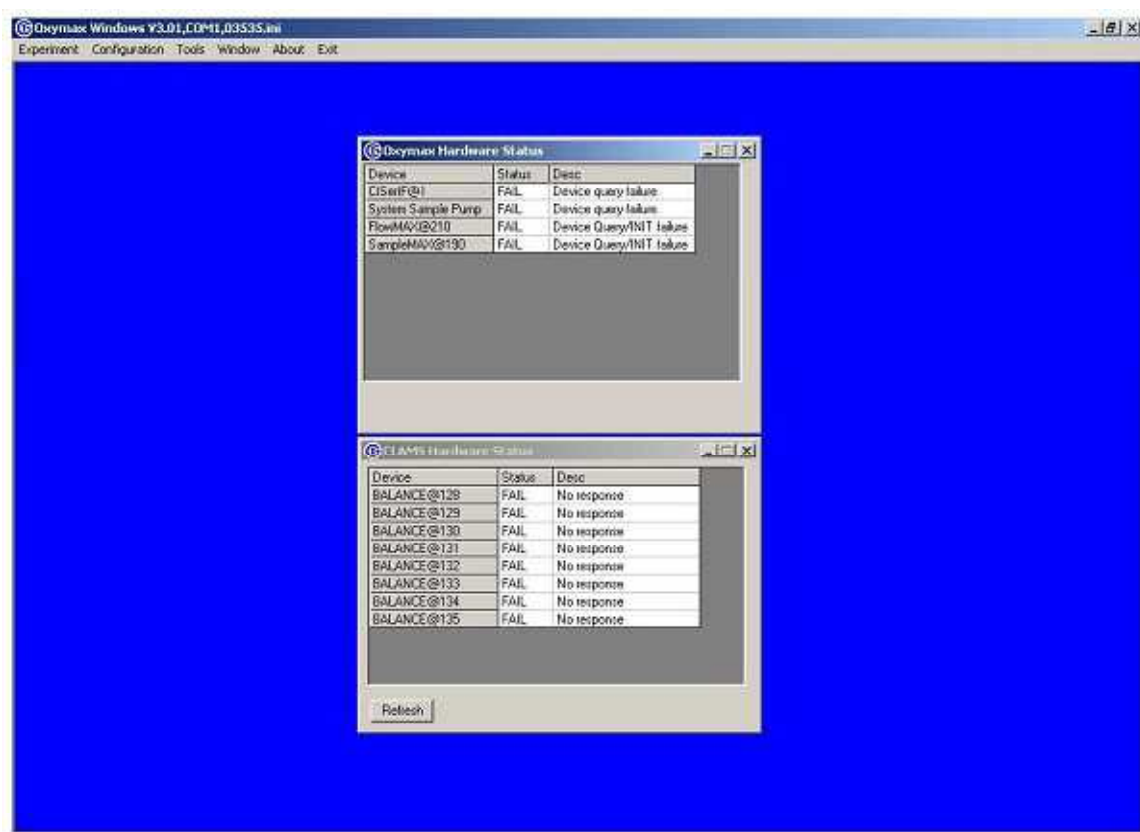 Oxymax Windows V3.01,COM1,03535.ini
Experiment Configuration Tools Window About Exit
Oxymax Hardware Status
Device Status Desc
CISerIF@1 FAIL Device query failure
System Sample Pump FAIL Device query failure
FlowMAX@210 FAIL Device Query/INIT failure
SampleMAX@190 FAIL Device Query/INIT failure
CLAMS Hardware Status
Device Status Desc
BALANCE@128 FAIL No response
BALANCE@129 FAIL No response
BALANCE@130 FAIL No response
BALANCE@131 FAIL No response
BALANCE@132 FAIL No response
BALANCE@133 FAIL No response
BALANCE@134 FAIL No response
BALANCE@135 FAIL No response
Refresh